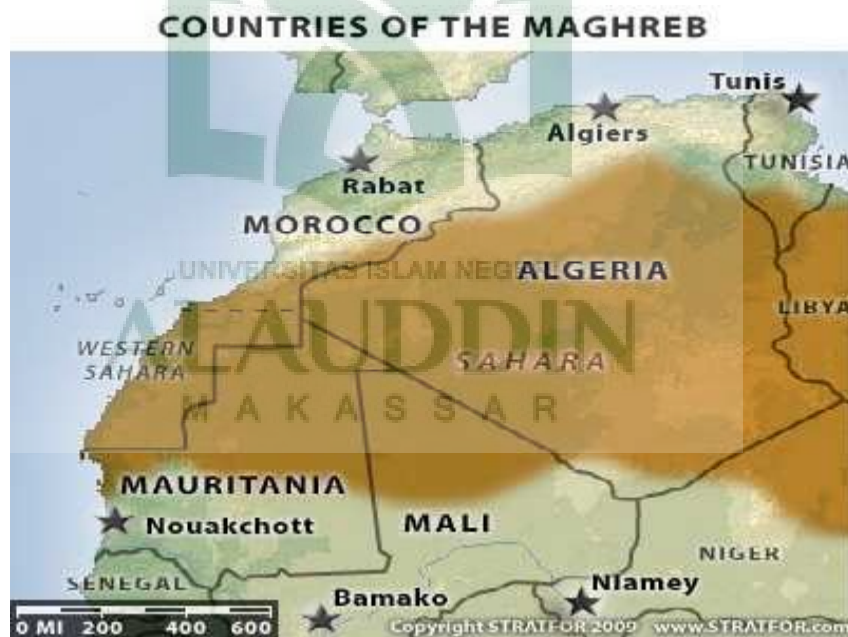 COUNTRIES OF THE MAGHREB
Tunis
Algiers
TUNISIA
Rabat
MOROCCO
UNIVERSITAS ISLAM NEGERI
ALGERIA
LIBYA
ALAUDDIN
WESTERN
SAHARA
SAHARA
MAKASSAR
MAURITANIA
Nouakchott
MALI
NIGER
SENEGAL
Niamey
Bamako
0 MI 200 400 600
Copyright STRATFOR 2009 www.STRATFOR.com